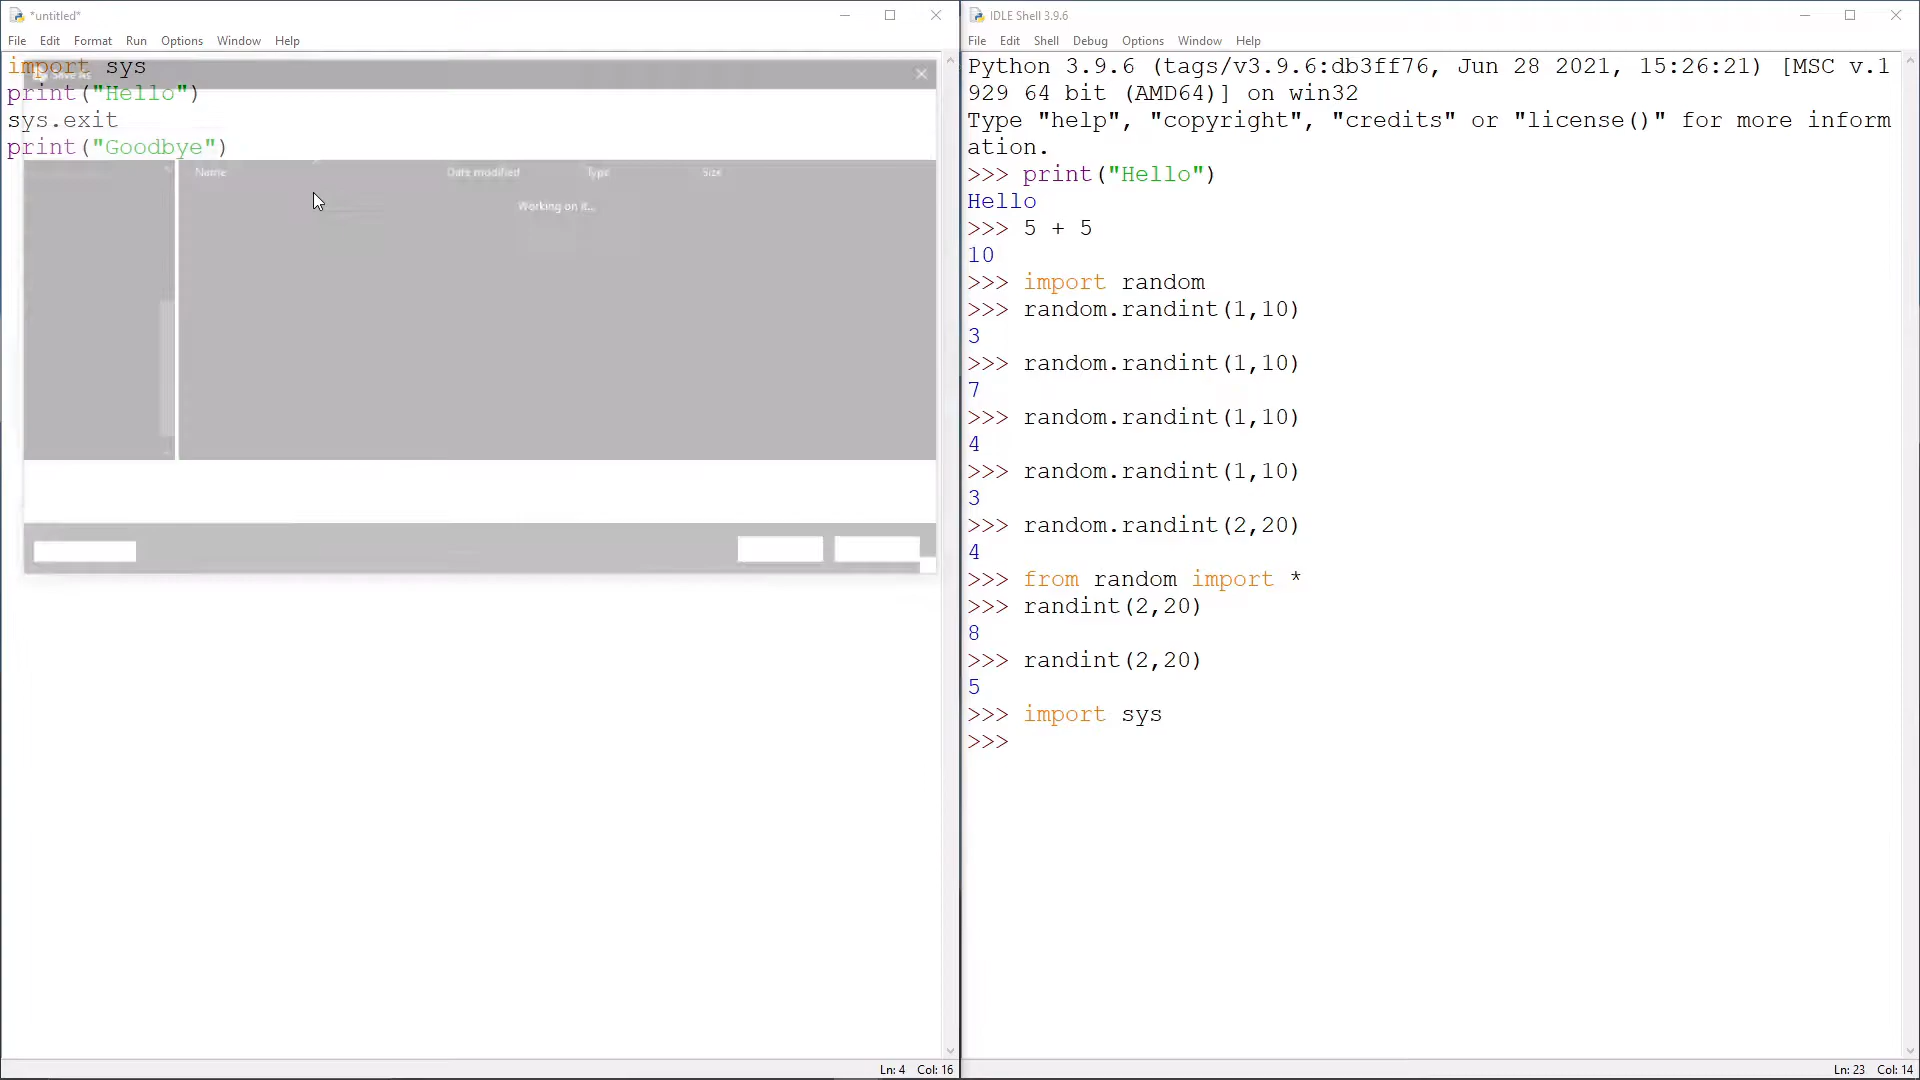 *untitled*
File Edit Format Run Options Window Help
import sys
print("Hello")
sys.exit
print("Goodbye")
Save As
Name Date modified Type Size
Working on it...
Ln: 4 Col: 16
IDLE Shell 3.9.6
File Edit Shell Debug Options Window Help
Python 3.9.6 (tags/v3.9.6:db3ff76, Jun 28 2021, 15:26:21) [MSC v.1
929 64 bit (AMD64)] on win32
Type "help", "copyright", "credits" or "license()" for more inform
ation.
>>> print("Hello")
Hello
>>> 5 + 5
10
>>> import random
>>> random.randint(1,10)
3
>>> random.randint(1,10)
7
>>> random.randint(1,10)
4
>>> random.randint(1,10)
3
>>> random.randint(2,20)
4
>>> from random import *
>>> randint(2,20)
8
>>> randint(2,20)
5
>>> import sys
>>>
Ln: 23 Col: 14